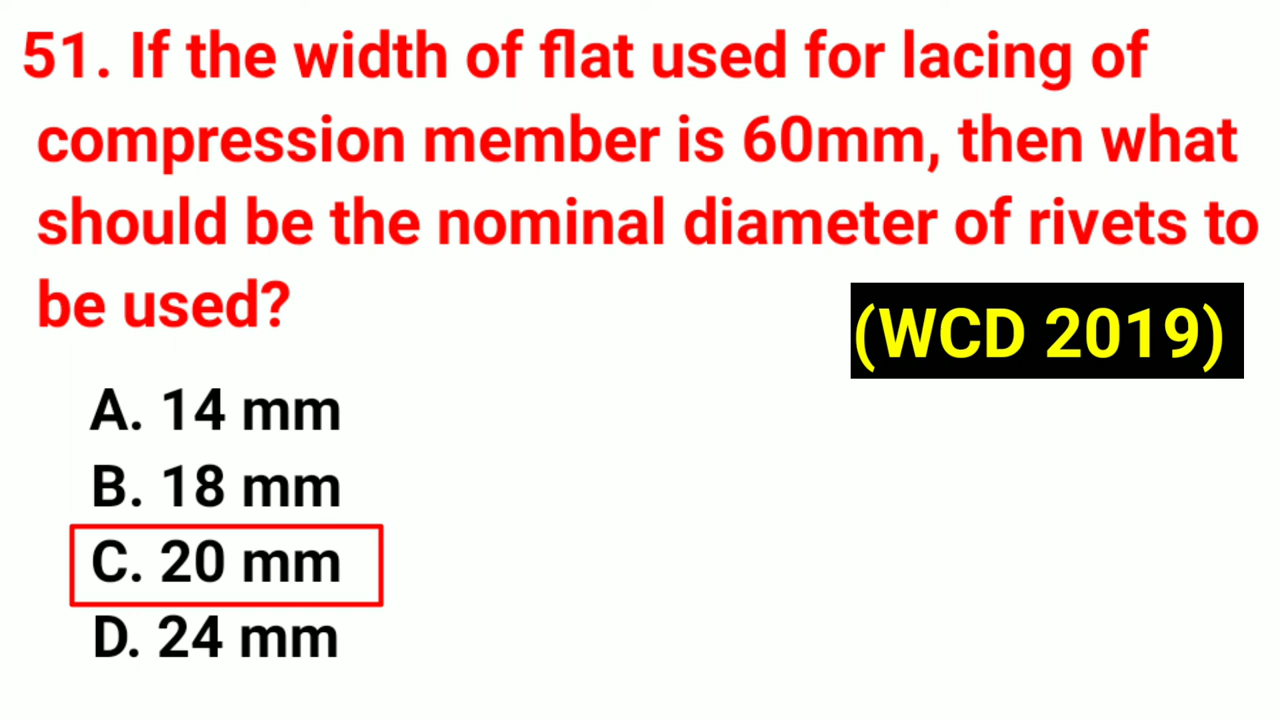 51. If the width of flat used for lacing of
compression member is 60mm, then what
should be the nominal diameter of rivets to
be used?
(WCD 2019)
A. 14 mm
B. 18 mm
C. 20 mm
D. 24 mm